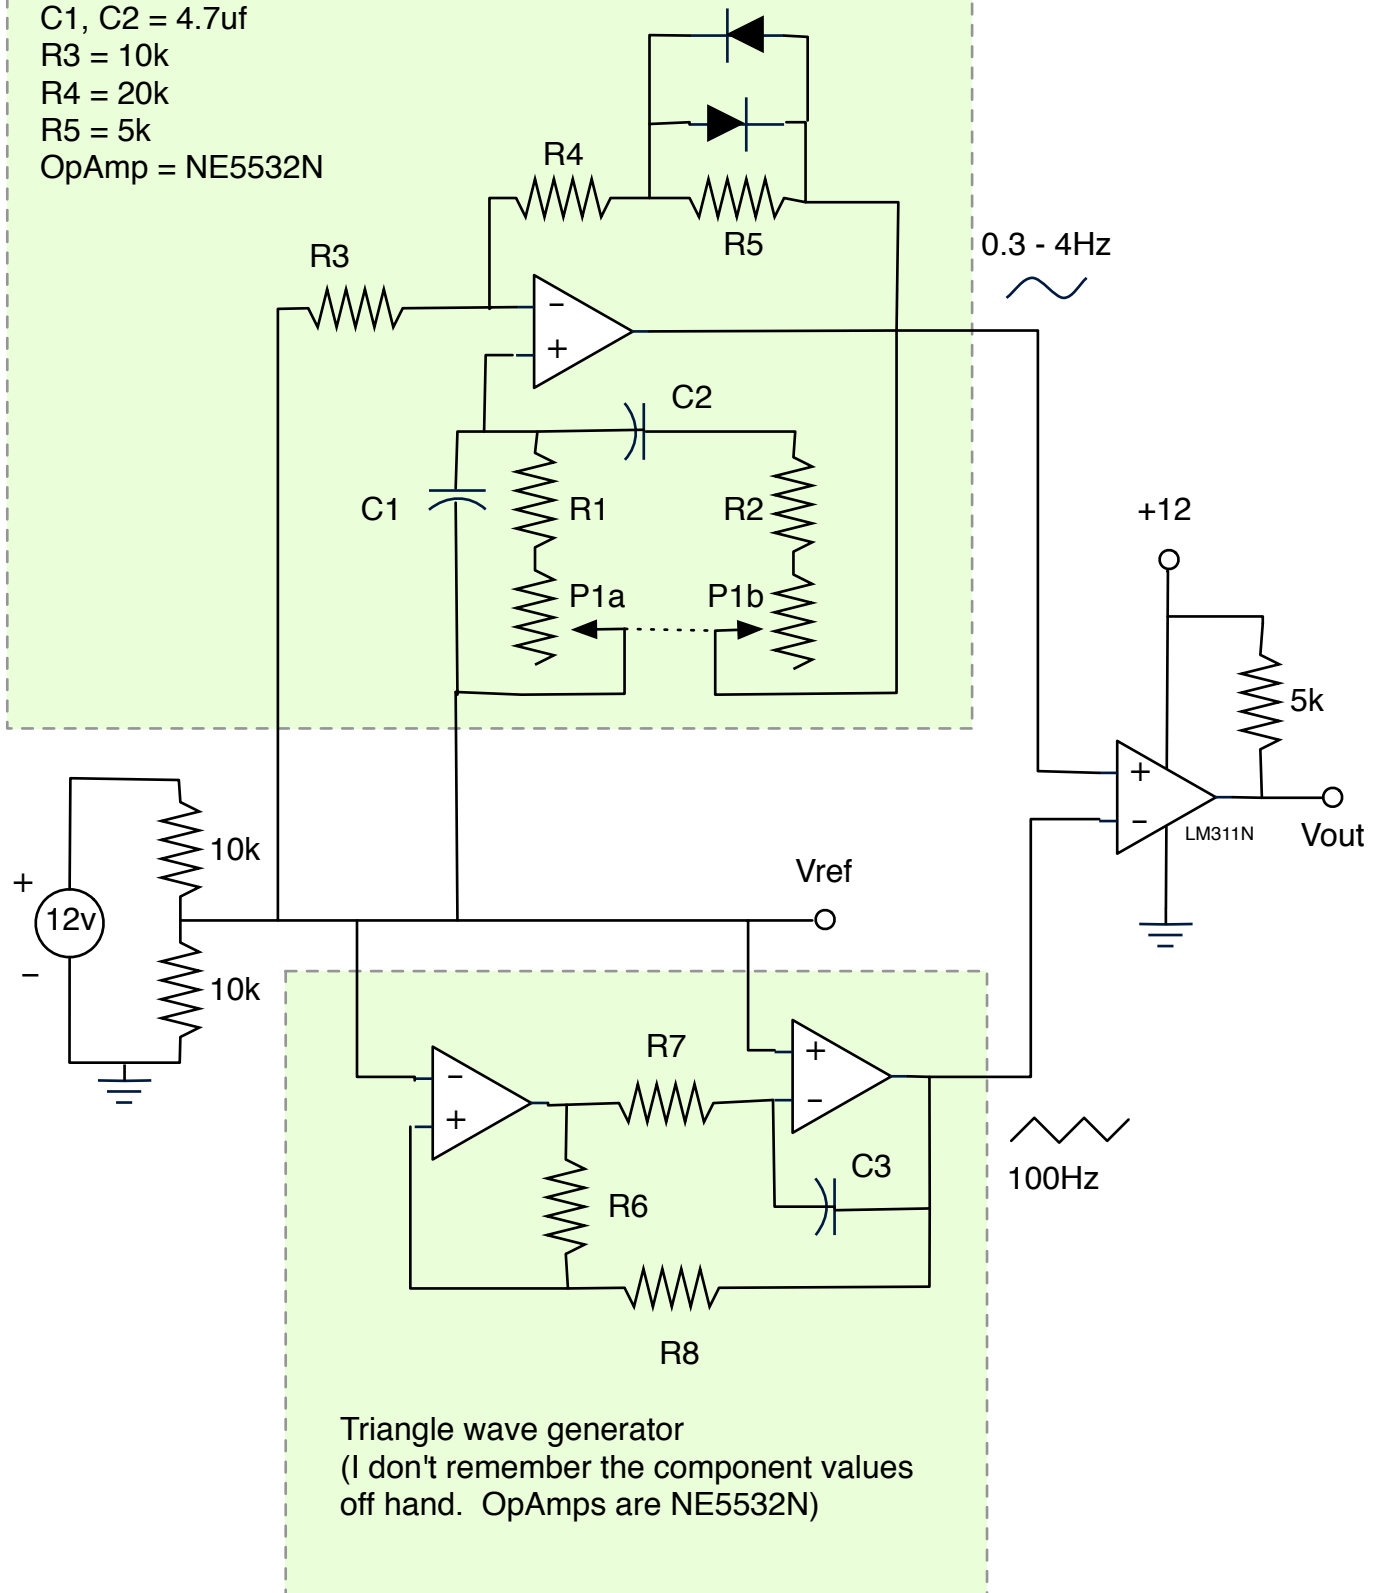 C1, C2 = 4.7uf
R3 = 10k
R4 = 20k
R5 = 5k
OpAmp = NE5532N
R4
R5
R3
0.3 - 4Hz
−
+
C2
C1
R1
R2
P1a
P1b
+12
5k
+
−
LM311N
Vout
10k
+
12v
−
10k
Vref
R7
+
−
−
+
C3
R6
100Hz
R8
Triangle wave generator
(I don't remember the component values
off hand.  OpAmps are NE5532N)